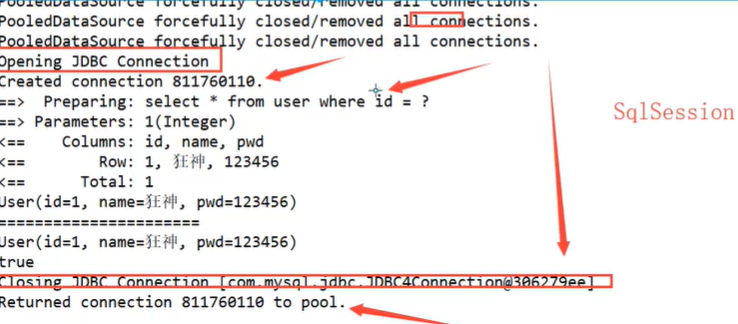 PooledDataSource forcefully closed/removed all connections.
PooledDataSource forcefully closed/removed all connections.
PooledDataSource forcefully closed/removed all connections.
Opening JDBC Connection
Created connection 811760110.
==>  Preparing: select * from user where id = ?
==> Parameters: 1(Integer)
<==    Columns: id, name, pwd
<==        Row: 1, 狂神, 123456
<==      Total: 1
User(id=1, name=狂神, pwd=123456)
=======================
User(id=1, name=狂神, pwd=123456)
true
Closing JDBC Connection [com.mysql.jdbc.JDBC4Connection@306279ee]
Returned connection 811760110 to pool.
SqlSession